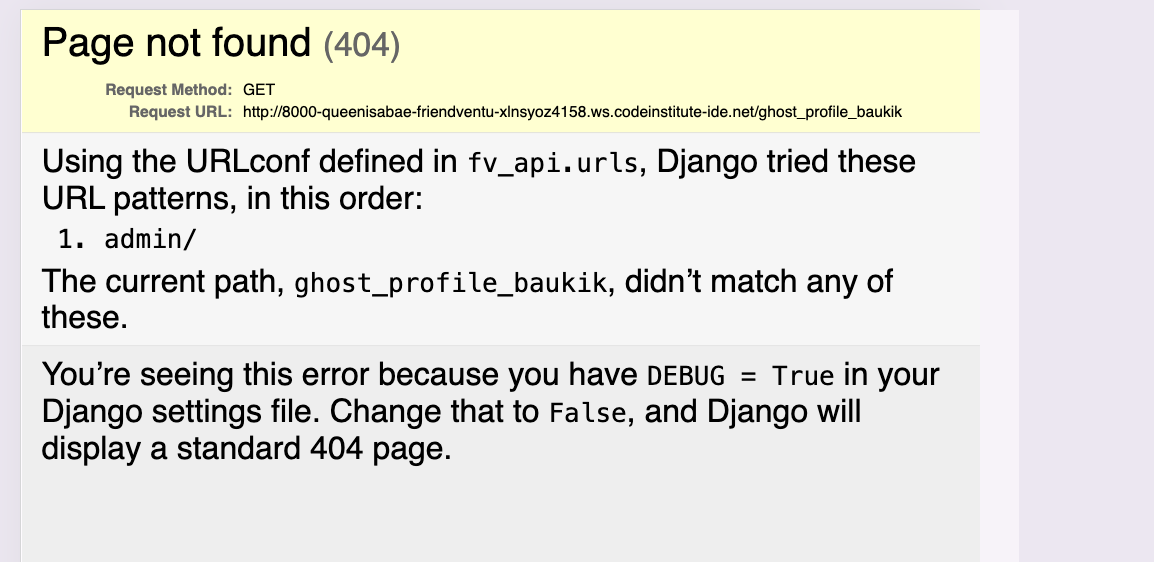 Page not found (404)
Request Method: GET
Request URL: http://8000-queenisabae-friendventu-xlnsyoz4158.ws.codeinstitute-ide.net/ghost_profile_baukik
Using the URLconf defined in fv_api.urls, Django tried these
URL patterns, in this order:
1. admin/
The current path, ghost_profile_baukik, didn’t match any of
these.
You’re seeing this error because you have DEBUG = True in your
Django settings file. Change that to False, and Django will
display a standard 404 page.